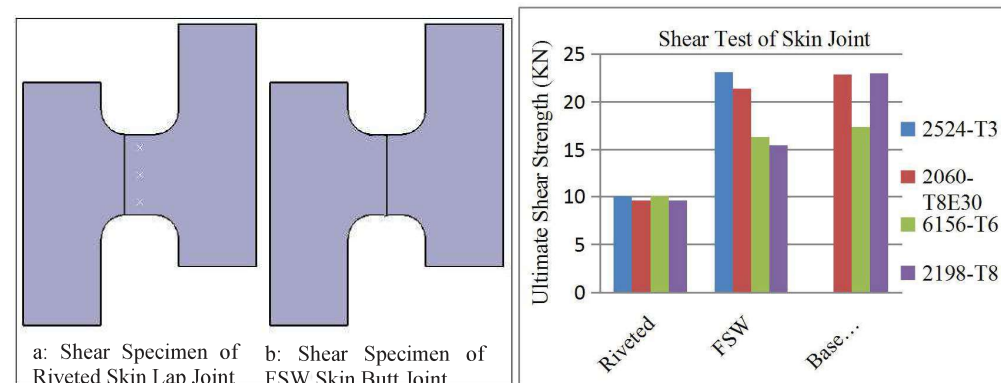 a: Shear Specimen of
Riveted Skin Lap Joint
b: Shear Specimen of
FSW Skin Butt Joint
Shear Test of Skin Joint
Ultimate Shear Strength (KN)
25
20
15
10
5
0
Riveted
FSW
Base…
2524-T3
2060-
T8E30
6156-T6
2198-T8